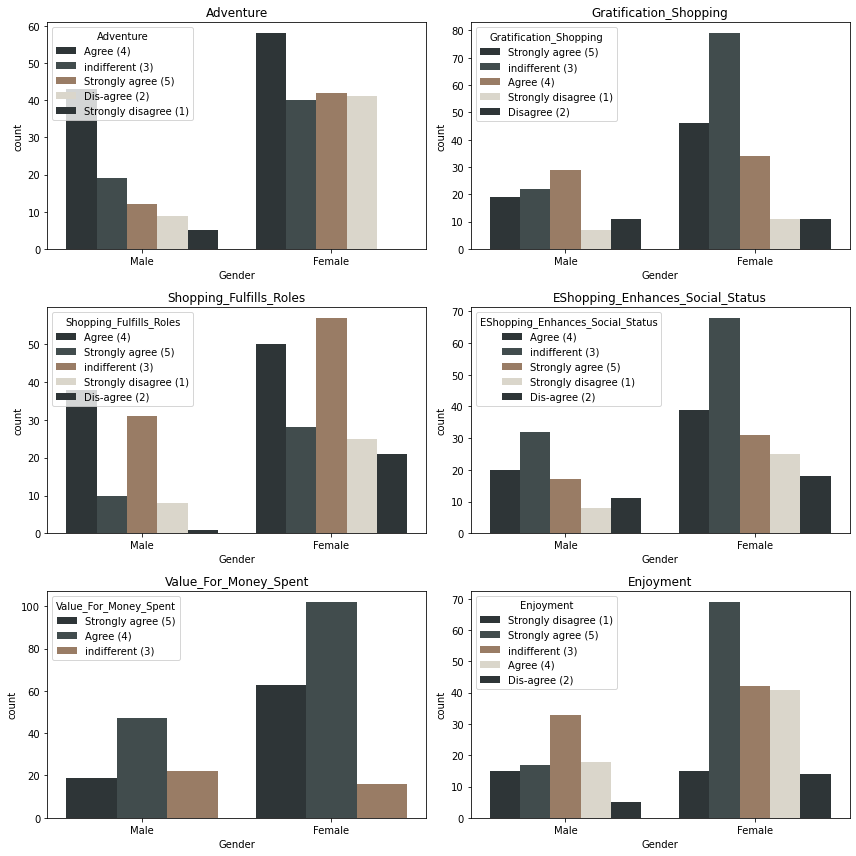 Adventure
60
50
40
30
20
10
0
count
Adventure
Agree (4)
indifferent (3)
Strongly agree (5)
Dis-agree (2)
Strongly disagree (1)
Male
Female
Gender
Gratification_Shopping
80
70
60
50
40
30
20
10
0
count
Gratification_Shopping
Strongly agree (5)
indifferent (3)
Agree (4)
Strongly disagree (1)
Disagree (2)
Male
Female
Gender
Shopping_Fulfills_Roles
50
40
30
20
10
0
count
Shopping_Fulfills_Roles
Agree (4)
Strongly agree (5)
indifferent (3)
Strongly disagree (1)
Dis-agree (2)
Male
Female
Gender
EShopping_Enhances_Social_Status
70
60
50
40
30
20
10
0
count
EShopping_Enhances_Social_Status
Agree (4)
indifferent (3)
Strongly agree (5)
Strongly disagree (1)
Dis-agree (2)
Male
Female
Gender
Value_For_Money_Spent
100
80
60
40
20
0
count
Value_For_Money_Spent
Strongly agree (5)
Agree (4)
indifferent (3)
Male
Female
Gender
Enjoyment
70
60
50
40
30
20
10
0
count
Enjoyment
Strongly disagree (1)
Strongly agree (5)
indifferent (3)
Agree (4)
Dis-agree (2)
Male
Female
Gender